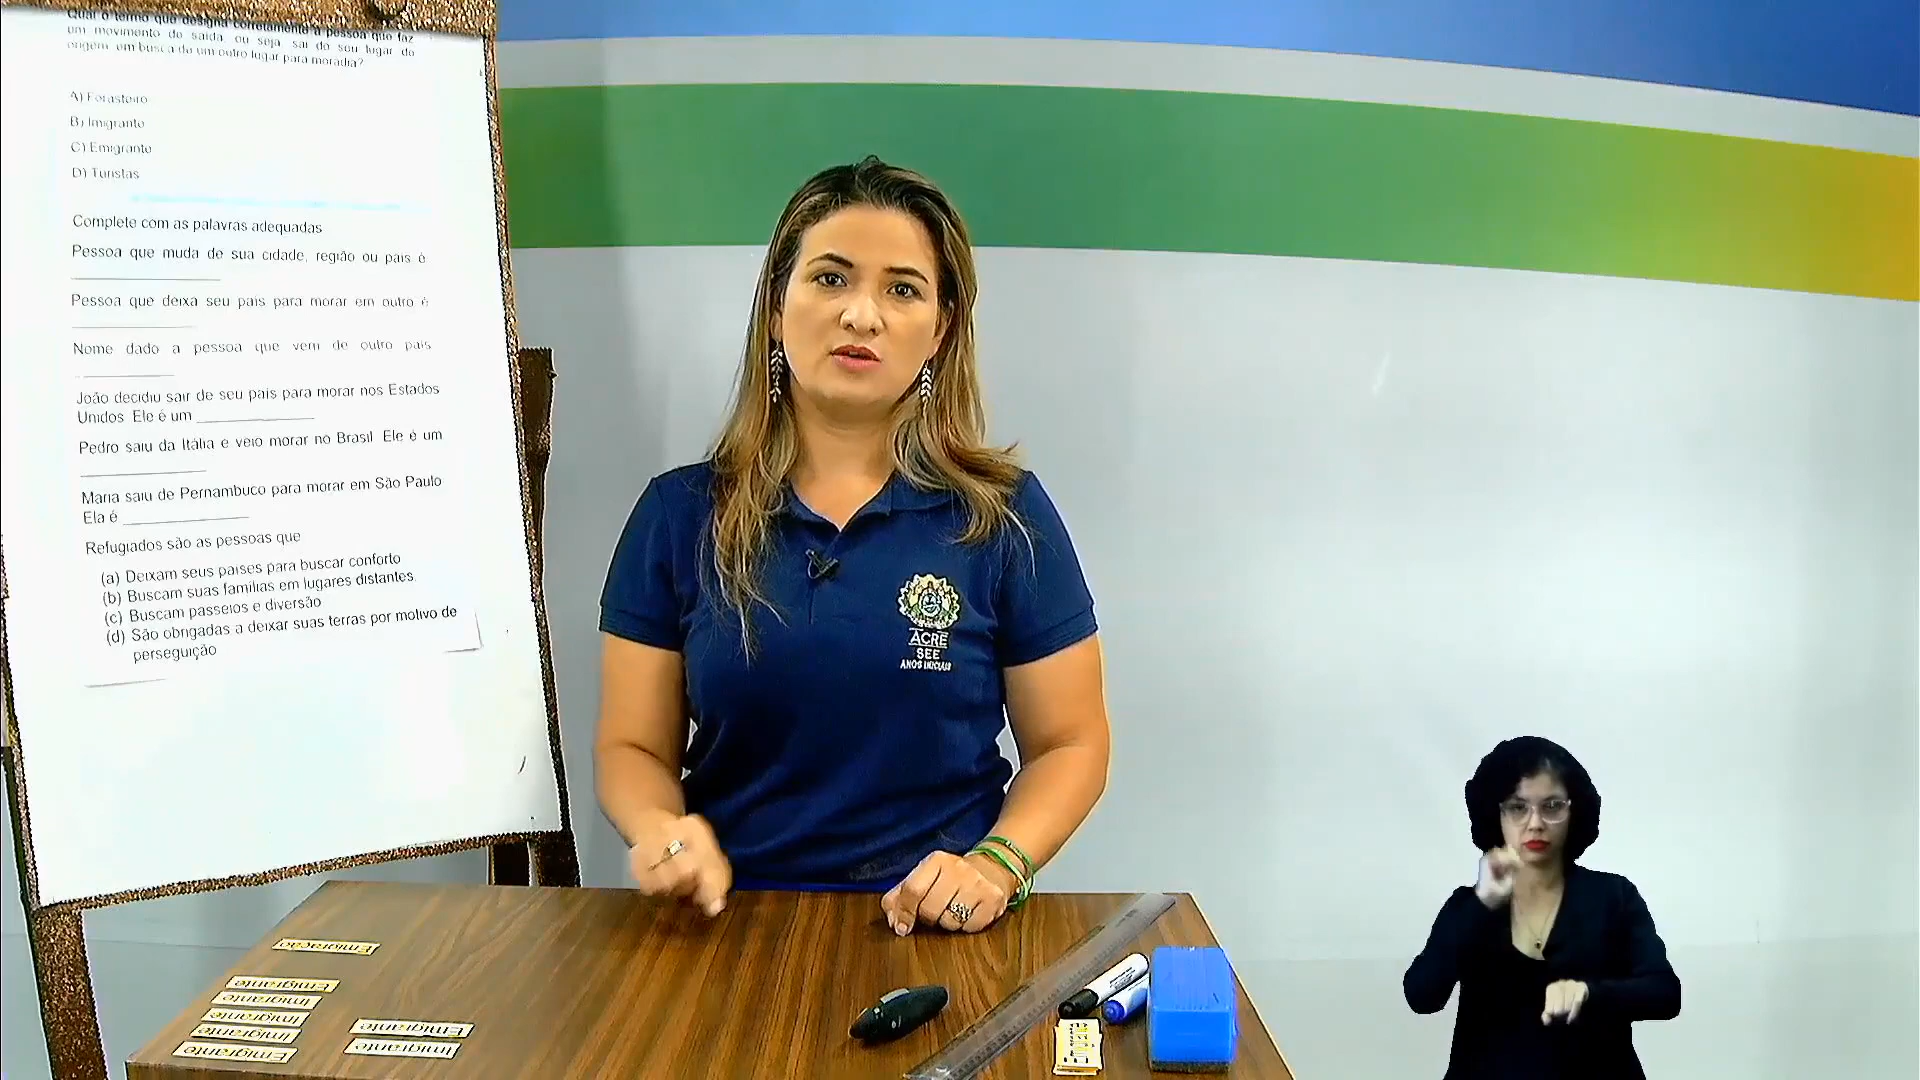 Qual o termo que designa corretamente a pessoa que faz
um movimento de saída, ou seja, sai do seu lugar de
origem em busca de um outro lugar para moradia?
A) Forasteiro
B) Imigrante
C) Emigrante
D) Turistas
Complete com as palavras adequadas
Pessoa que muda de sua cidade, região ou país é
Pessoa que deixa seu país para morar em outro é
Nome dado a pessoa que vem de outro país
João decidiu sair de seu país para morar nos Estados
Unidos Ele é um
Pedro saiu da Itália e veio morar no Brasil Ele é um
Maria saiu de Pernambuco para morar em São Paulo
Ela é
Refugiados são as pessoas que
(a) Deixam seus países para buscar conforto
(b) Buscam suas famílias em lugares distantes.
(c) Buscam passeios e diversão
(d) São obrigadas a deixar suas terras por motivo de
perseguição
ACRE
SEE
ANOS INICIAIS
Emigração
Emigrante
Imigrante
Imigrante
Imigrante
Emigrante
Emigrante
Imigrante